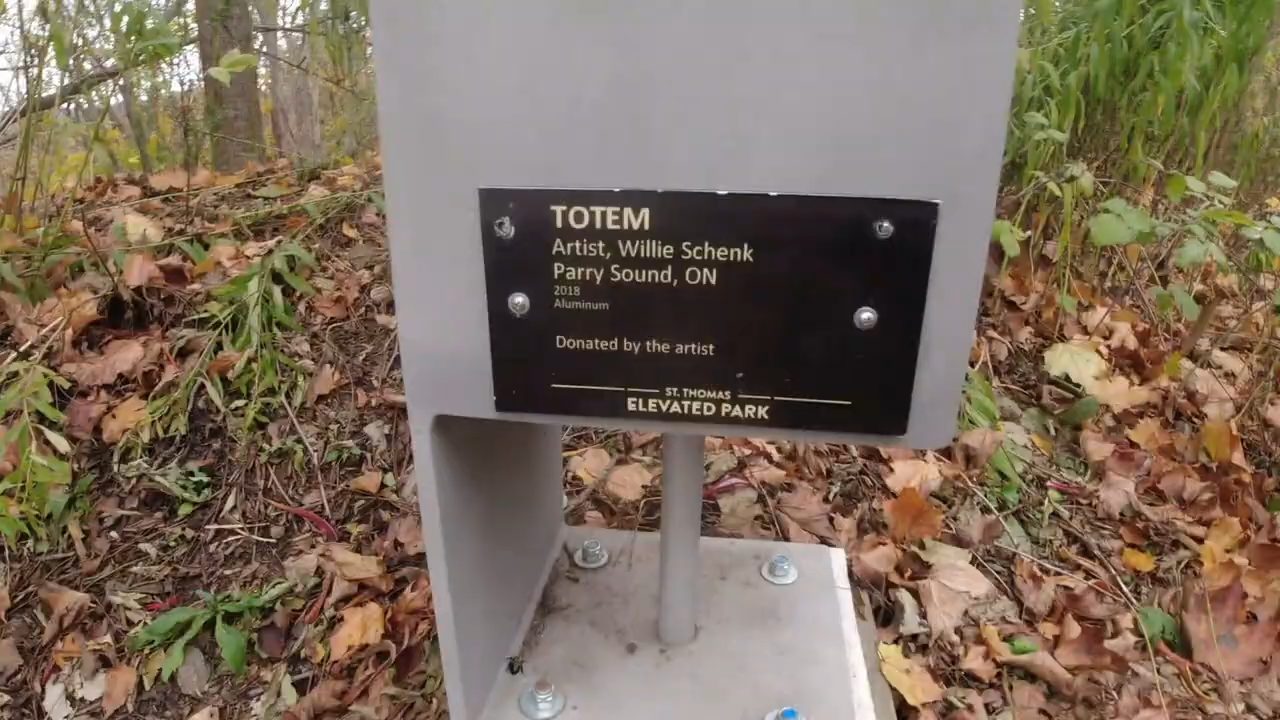 TOTEM
Artist, Willie Schenk
Parry Sound, ON
2018
Aluminum
Donated by the artist
ST. THOMAS
ELEVATED PARK